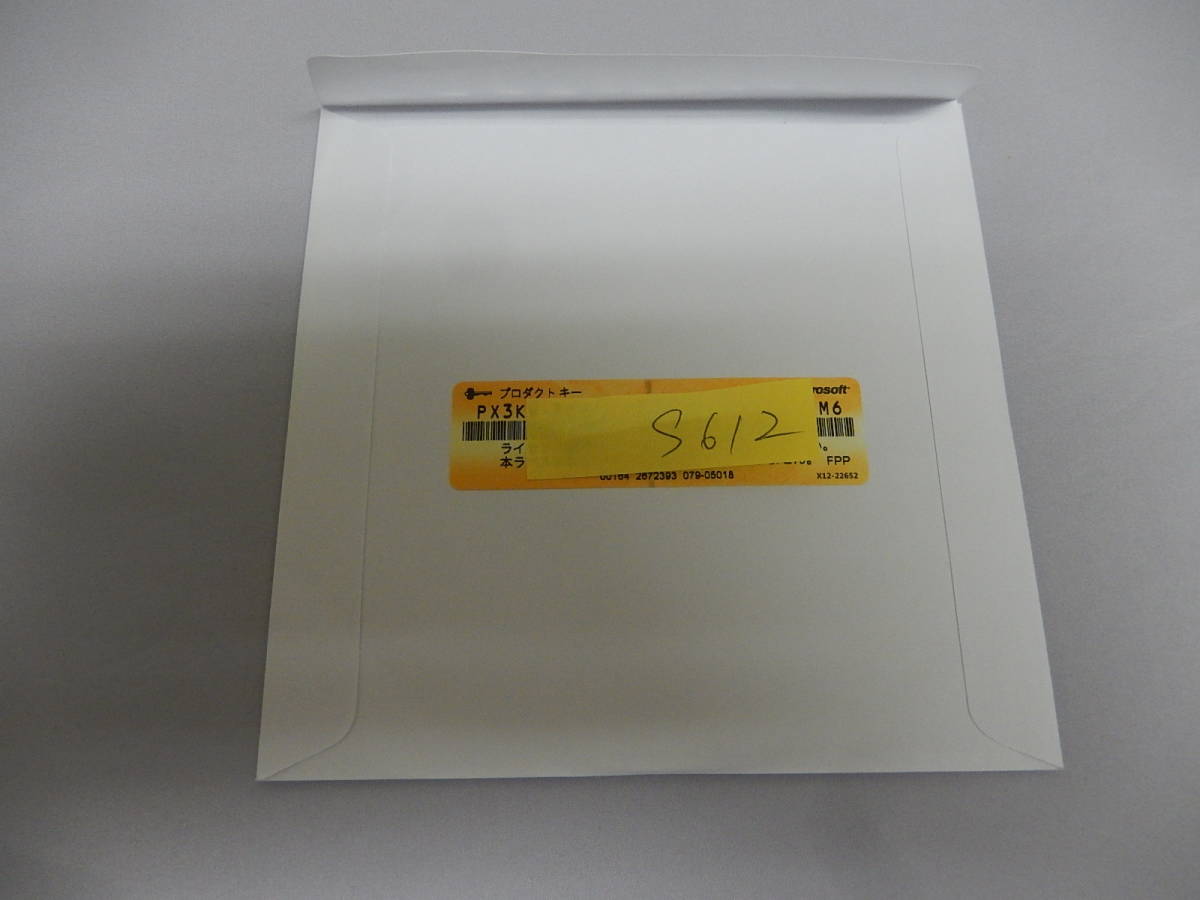 プロダクト キー rosoft
PX3K M6
S612
ライ
本ラ FPP
00164 2672393 079-05018 X12-22652